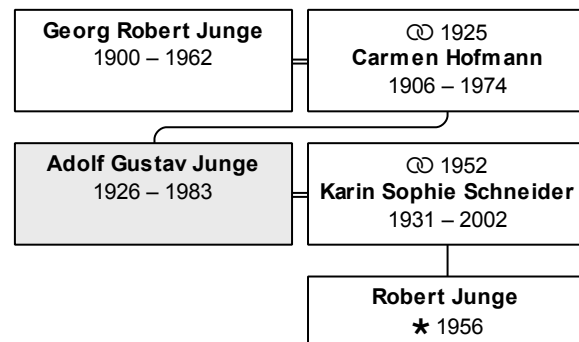 Georg Robert Junge
1900 – 1962
⚭ 1925
Carmen Hofmann
1906 – 1974
Adolf Gustav Junge
1926 – 1983
⚭ 1952
Karin Sophie Schneider
1931 – 2002
Robert Junge
★ 1956